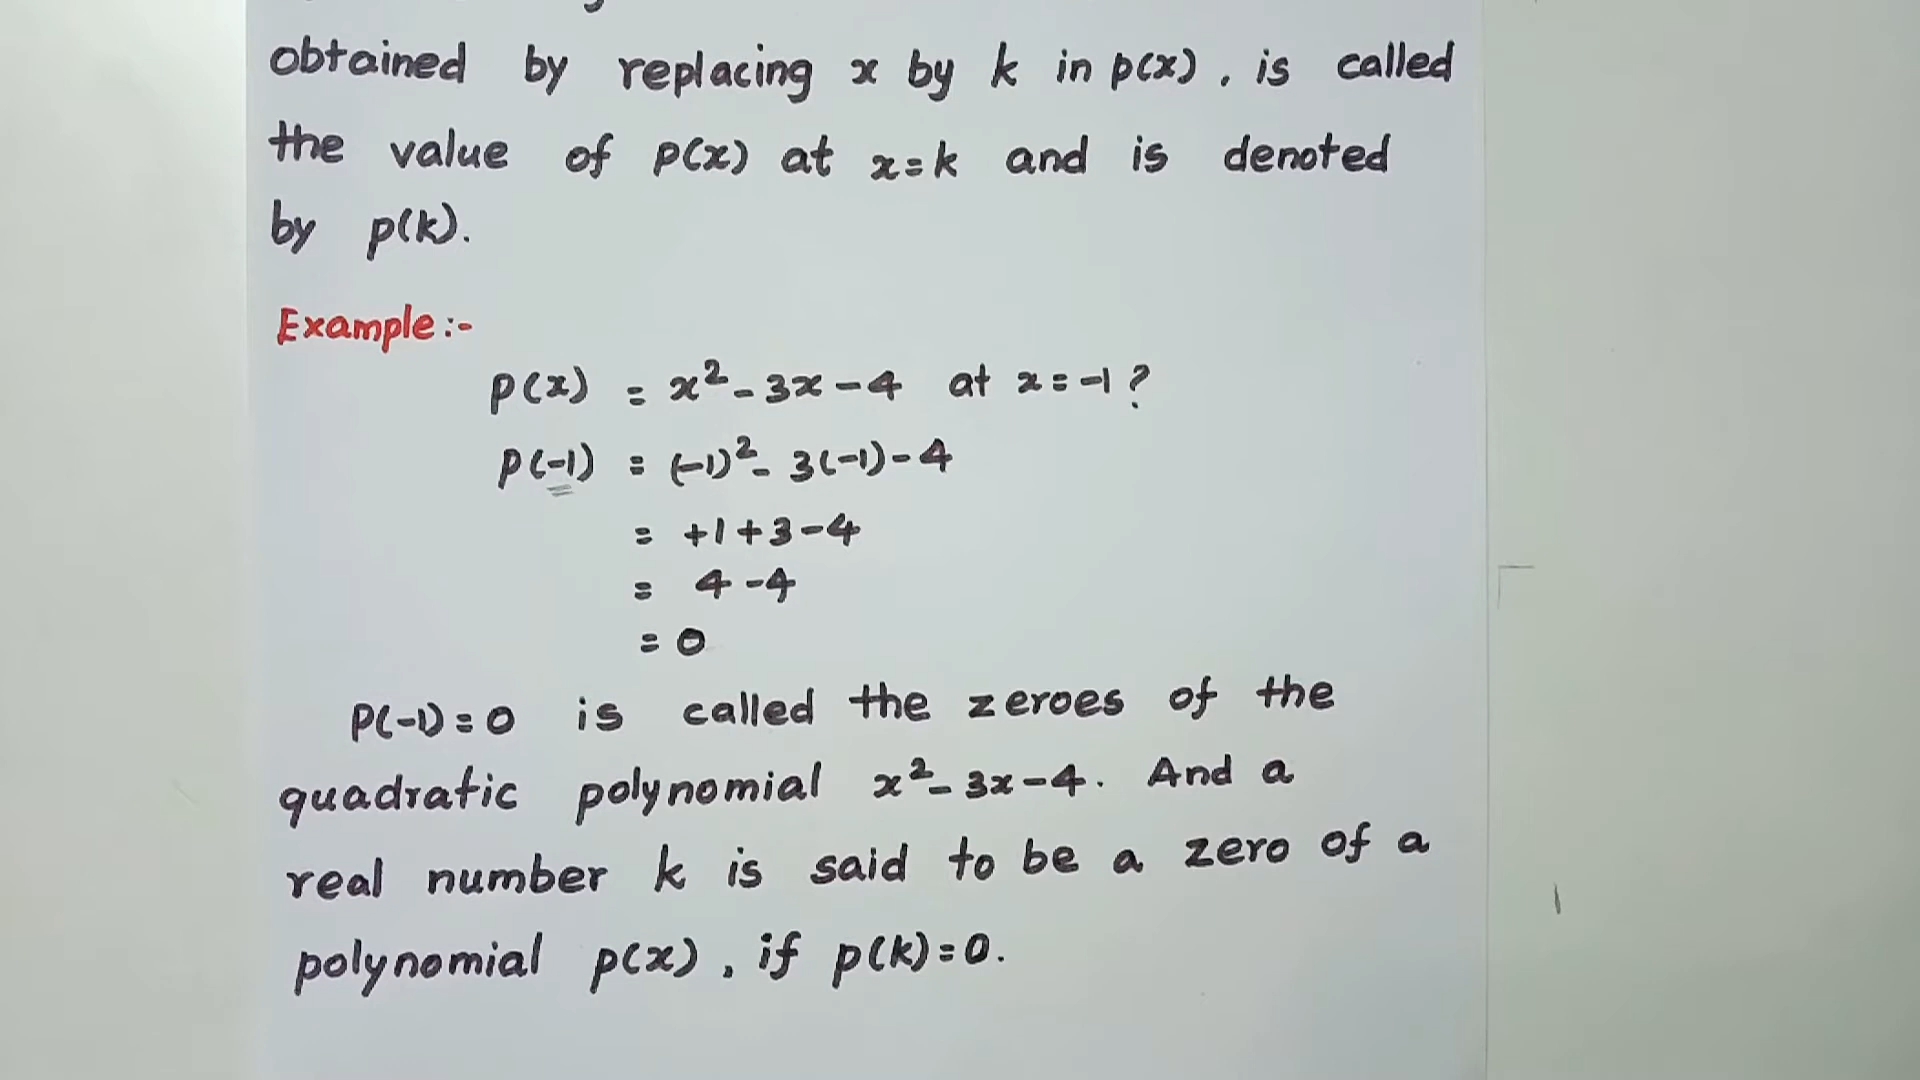 obtained by replacing x by k in p(x), is called
the value of p(x) at x=k and is denoted
by p(k).
Example:-
p(x) = x² - 3x - 4 at x = -1 ?
p(-1) = (-1)² - 3(-1) - 4
= +1+3-4
= 4-4
= 0
P(-1) = 0 is called the zeroes of the
quadratic polynomial x² - 3x - 4. And a
real number k is said to be a zero of a
polynomial p(x), if p(k)=0.